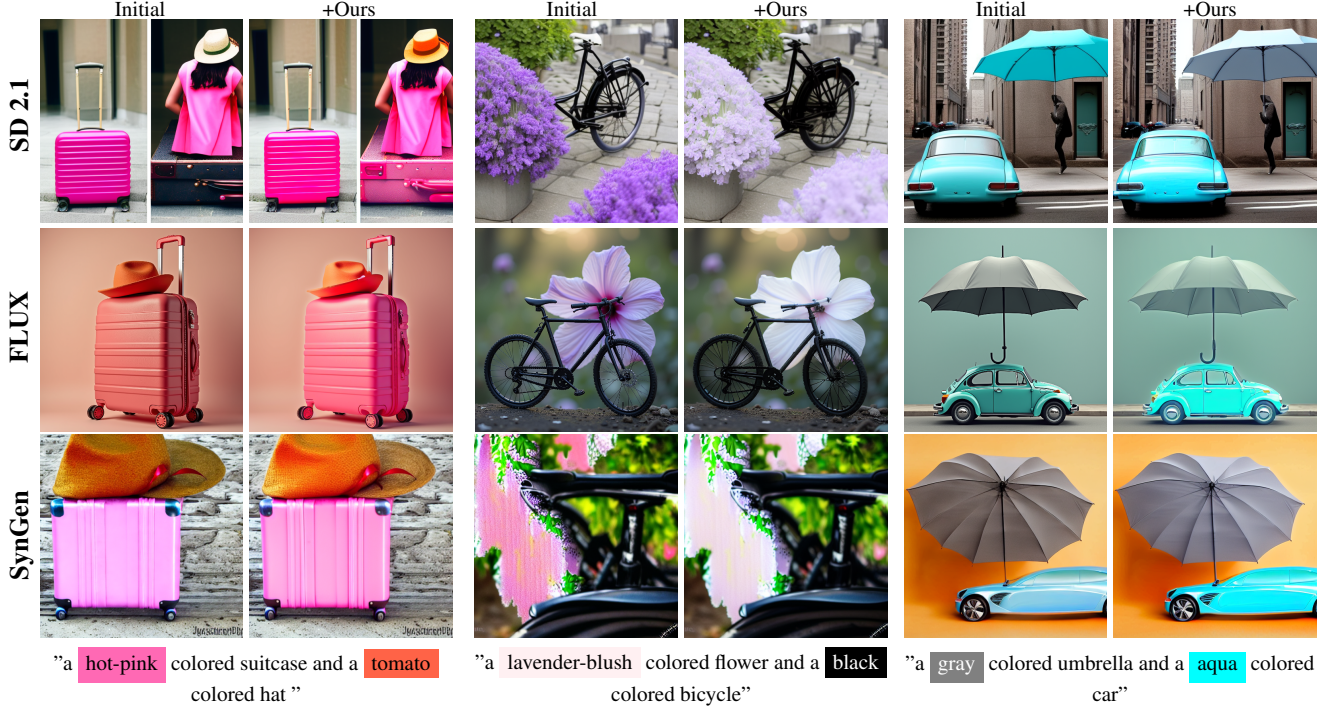 Initial +Ours Initial +Ours Initial +Ours
SD 2.1
FLUX
SynGen
”a hot-pink colored suitcase and a tomato
colored hat ”
”a lavender-blush colored flower and a black
colored bicycle”
”a gray colored umbrella and a aqua colored
car”